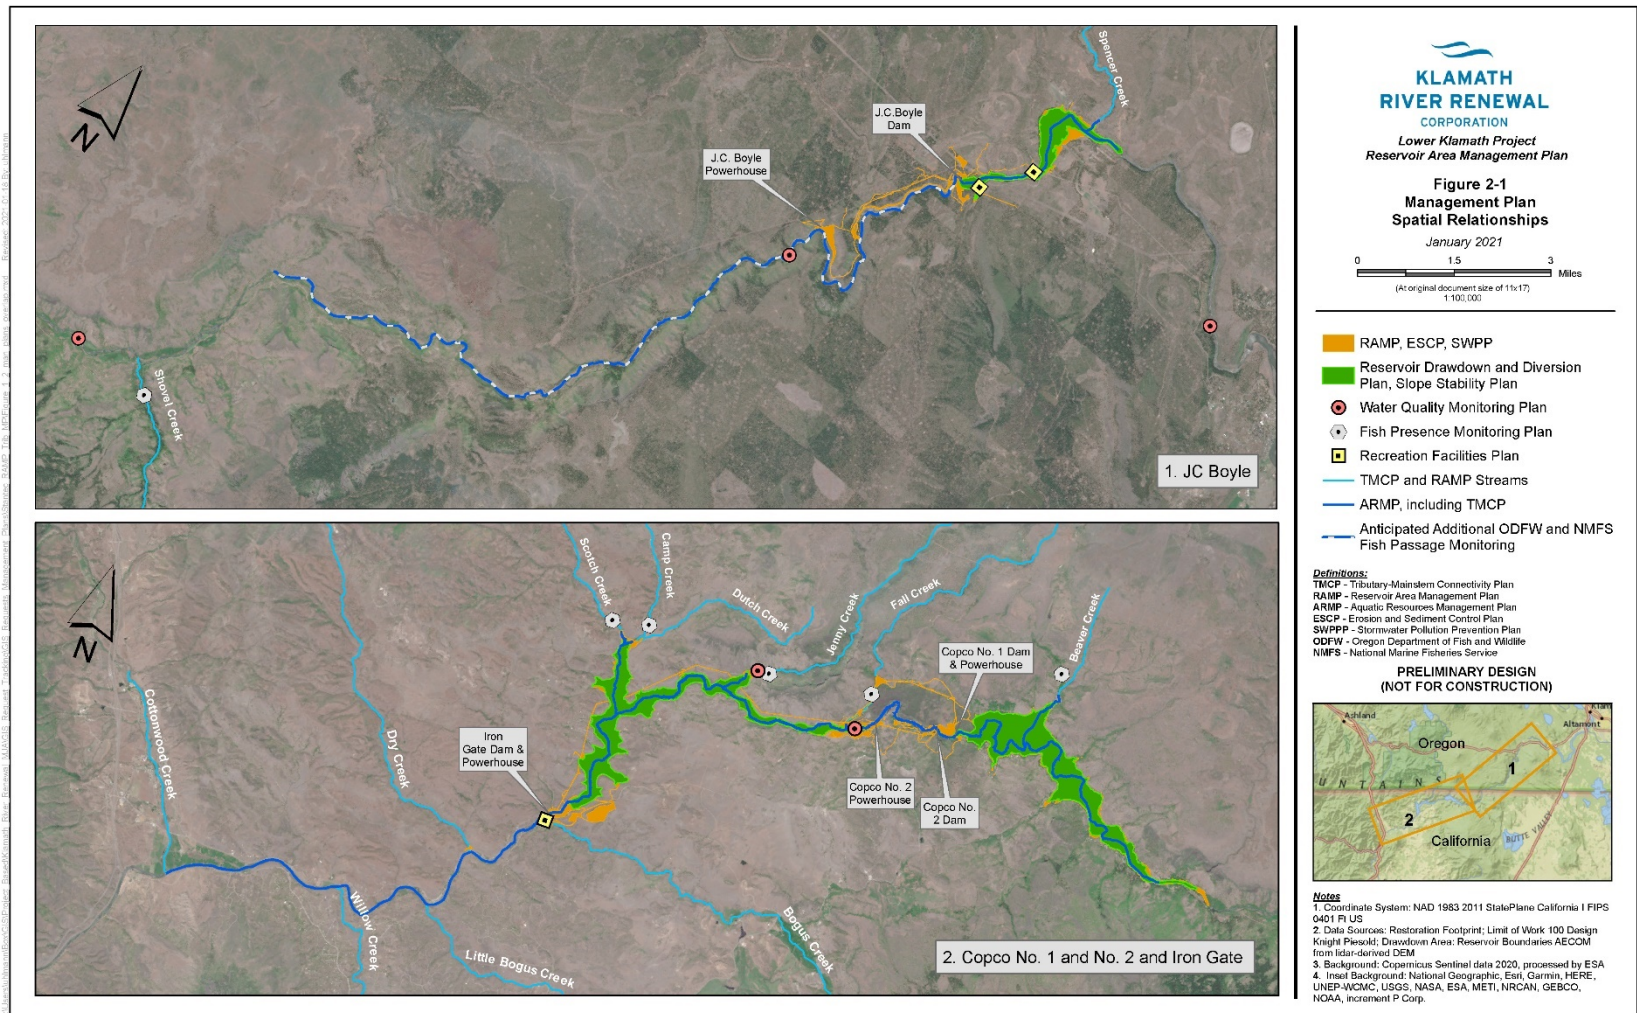 Spencer Creek
J.C.Boyle
Dam
J.C. Boyle
Powerhouse
N
Shovel Creek
1. JC Boyle
Scotch Creek
Camp Creek
Dutch Creek
Jenny Creek
Fall Creek
Beaver Creek
Copco No. 1 Dam
& Powerhouse
N
Cottonwood Creek
Dry Creek
Iron
Gate Dam &
Powerhouse
Copco No. 2
Powerhouse
Copco No.
2 Dam
Willow Creek
Little Bogus Creek
Bogus Creek
2. Copco No. 1 and No. 2 and Iron Gate
KLAMATH
RIVER RENEWAL
CORPORATION
Lower Klamath Project
Reservoir Area Management Plan
Figure 2-1
Management Plan
Spatial Relationships
January 2021
0 1.5 3
Miles
(At original document size of 11x17)
1:100,000
RAMP, ESCP, SWPP
Reservoir Drawdown and Diversion
Plan, Slope Stability Plan
Water Quality Monitoring Plan
Fish Presence Monitoring Plan
Recreation Facilities Plan
TMCP and RAMP Streams
ARMP, including TMCP
Anticipated Additional ODFW and NMFS
Fish Passage Monitoring
Definitions:
TMCP - Tributary-Mainstem Connectivity Plan
RAMP - Reservoir Area Management Plan
ARMP - Aquatic Resources Management Plan
ESCP - Erosion and Sediment Control Plan
SWPPP - Stormwater Pollution Prevention Plan
ODFW - Oregon Department of Fish and Wildlife
NMFS - National Marine Fisheries Service
PRELIMINARY DESIGN
(NOT FOR CONSTRUCTION)
Ashland
Klam
Altamont
Oregon
1
UNTAINS
2
California
BUTTE VALLEY
Notes
1. Coordinate System: NAD 1983 2011 StatePlane California I FIPS
0401 Ft US
2. Data Sources: Restoration Footprint; Limit of Work 100 Design
Knight Piesold; Drawdown Area: Reservoir Boundaries AECOM
from lidar-derived DEM
3. Background: Copernicus Sentinel data 2020, processed by ESA
4. Inset Background: National Geographic, Esri, Garmin, HERE,
UNEP-WCMC, USGS, NASA, ESA, METI, NRCAN, GEBCO,
NOAA, increment P Corp.